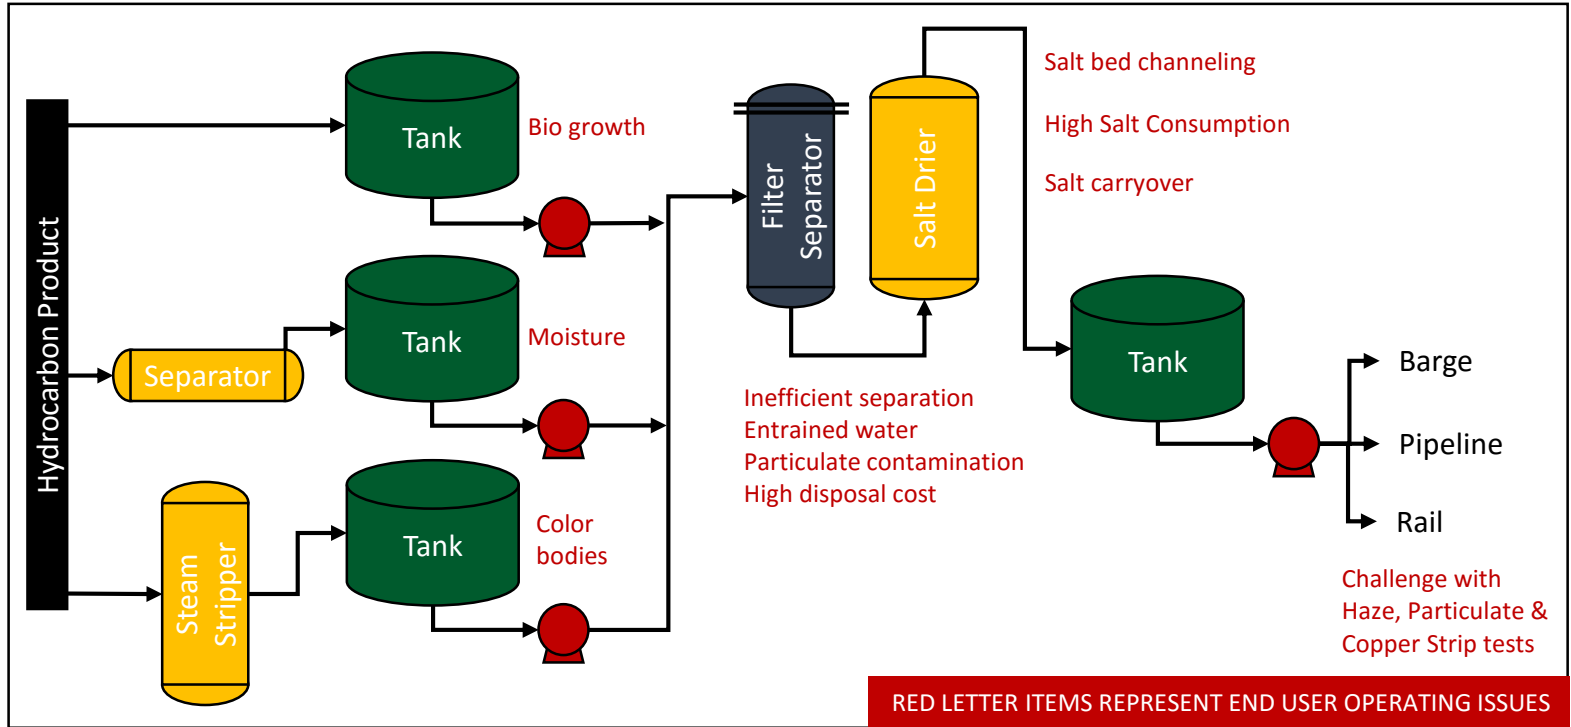 Hydrocarbon Product
Tank
Bio growth
Separator
Tank
Moisture
Steam
Stripper
Tank
Color
bodies
Filter
Separator
Salt Drier
Inefficient separation
Entrained water
Particulate contamination
High disposal cost
Salt bed channeling
High Salt Consumption
Salt carryover
Tank
Barge
Pipeline
Rail
Challenge with
Haze, Particulate &
Copper Strip tests
RED LETTER ITEMS REPRESENT END USER OPERATING ISSUES